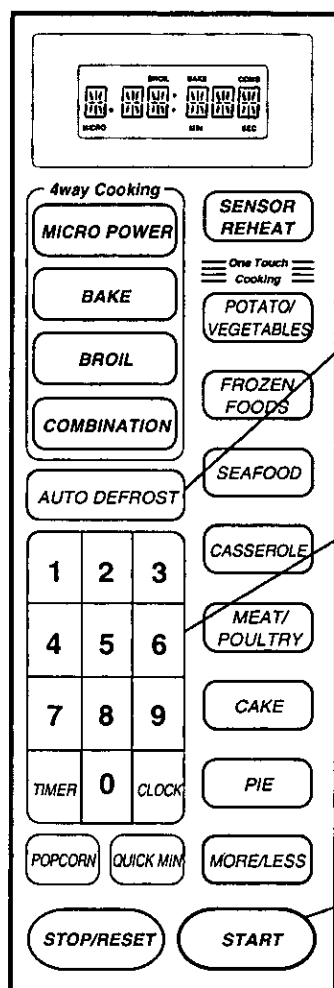 BROIL BAKE COMB
MICRO MIN SEC
4way Cooking
MICRO POWER
BAKE
BROIL
COMBINATION
AUTO DEFROST
1 2 3
4 5 6
7 8 9
TIMER 0 CLOCK
POPCORN QUICK MIN
STOP/RESET
SENSOR
REHEAT
One Touch
Cooking
POTATO/
VEGETABLES
FROZEN
FOODS
SEAFOOD
CASSEROLE
MEAT/
POULTRY
CAKE
PIE
MORE/LESS
START